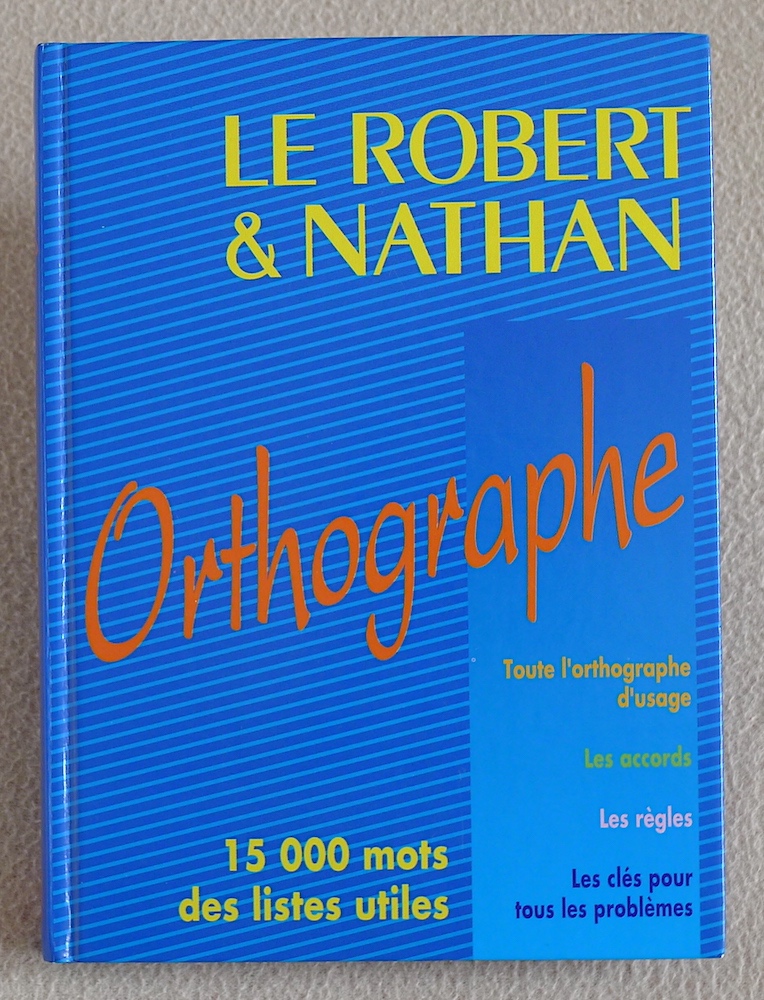 LE ROBERT
& NATHAN
Orthographe
Toute l'orthographe
d'usage
Les accords
Les règles
Les clés pour
tous les problèmes
15 000 mots
des listes utiles